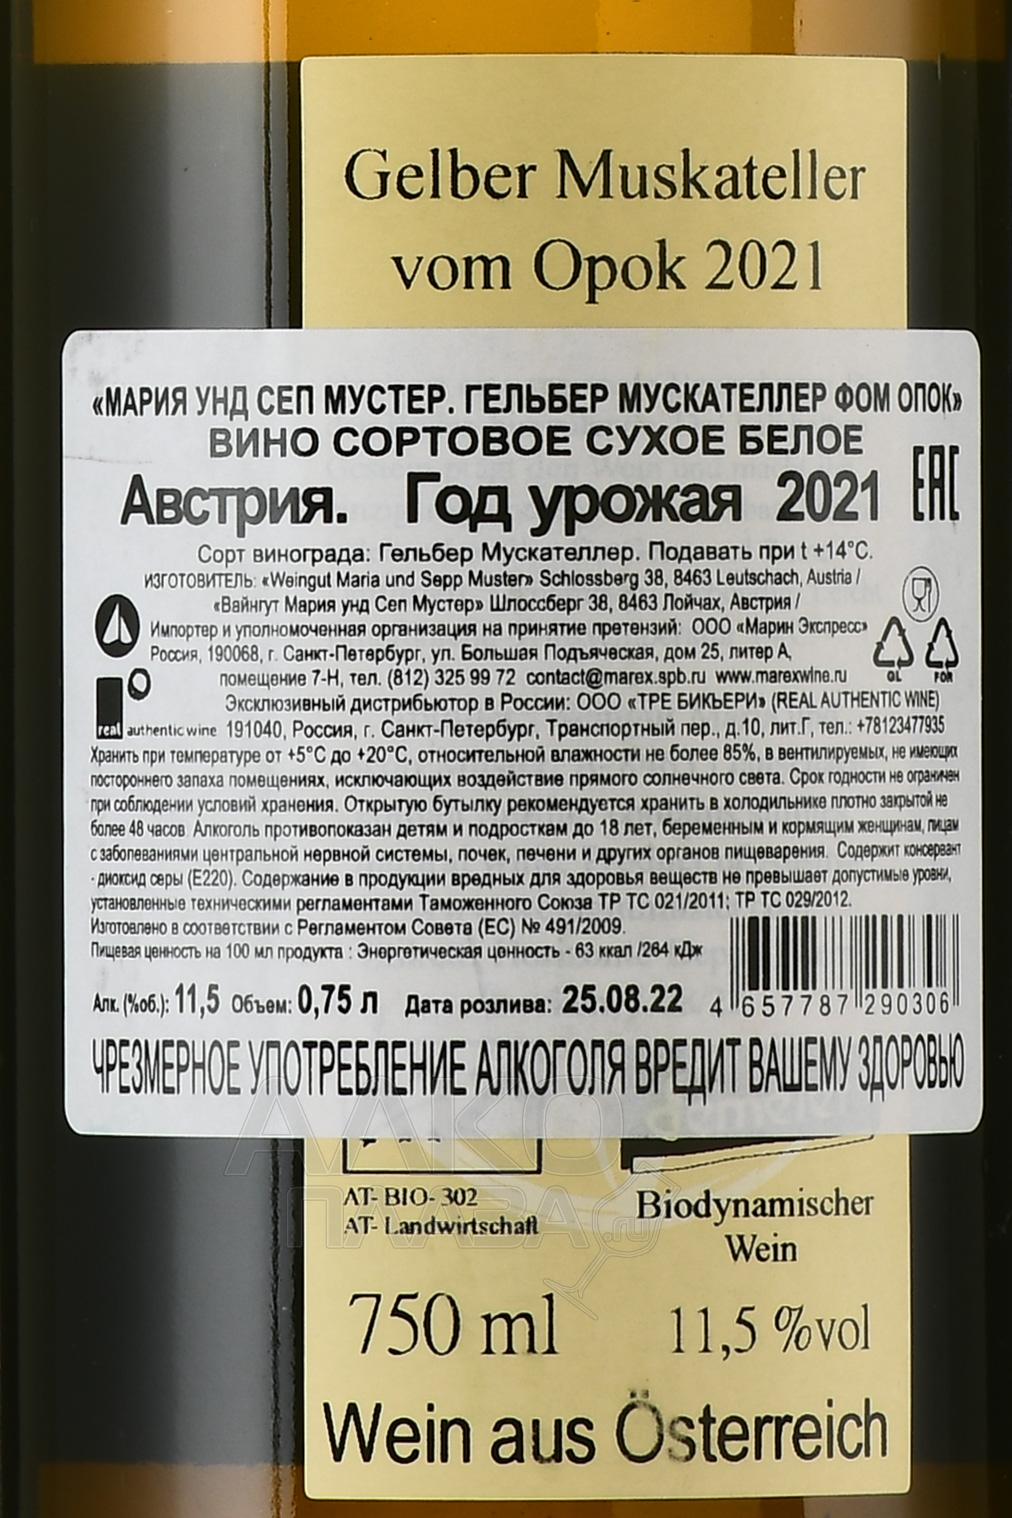 Gelber Muskateller
vom Opok 2021
«МАРИЯ УНД СЕП МУСТЕР. ГЕЛЬБЕР МУСКАТЕЛЛЕР ФОМ ОПОК»
ВИНО СОРТОВОЕ СУХОЕ БЕЛОЕ
Австрия. Год урожая 2021
EAC
Сорт винограда: Гельбер Мускателлер. Подавать при t +14°С.
ИЗГОТОВИТЕЛЬ: «Weingut Maria und Sepp Muster» Schlossberg 38, 8463 Leutschach, Austria /
«Вайнгут Мария унд Сеп Мустер» Шлоссберг 38, 8463 Лойчах, Австрия /
Импортер и уполномоченная организация на принятие претензий: ООО «Марин Экспресс»
Россия, 190068, г. Санкт-Петербург, ул. Большая Подъяческая, дом 25, литер А,
помещение 7-Н, тел. (812) 325 99 72 contact@marex.spb.ru www.marexwine.ru
GL FOR
Эксклюзивный дистрибьютор в России: ООО «ТРЕ БИКЬЕРИ» (REAL AUTHENTIC WINE)
real authentic wine 191040, Россия, г. Санкт-Петербург, Транспортный пер., д.10, лит.Г, тел.: +78123477935
Хранить при температуре от +5°С до +20°С, относительной влажности не более 85%, в вентилируемых, не имеющих
постороннего запаха помещениях, исключающих воздействие прямого солнечного света. Срок годности не ограничен
при соблюдении условий хранения. Открытую бутылку рекомендуется хранить в холодильнике плотно закрытой не
более 48 часов. Алкоголь противопоказан детям и подросткам до 18 лет, беременным и кормящим женщинам, лицам
с заболеваниями центральной нервной системы, почек, печени и других органов пищеварения. Содержит консервант
- диоксид серы (Е220). Содержание в продукции вредных для здоровья веществ не превышает допустимые уровни,
установленные техническими регламентами Таможенного Союза ТР ТС 021/2011; ТР ТС 029/2012.
Изготовлено в соответствии с Регламентом Совета (ЕС) № 491/2009.
Пищевая ценность на 100 мл продукта : Энергетическая ценность - 63 ккал /264 кДж
Алк. (%об.): 11,5 Объем: 0,75 л Дата розлива: 25.08.22
4 657787 290306
ЧРЕЗМЕРНОЕ УПОТРЕБЛЕНИЕ АЛКОГОЛЯ ВРЕДИТ ВАШЕМУ ЗДОРОВЬЮ
АЛКО
ПЛАВА.ru
AT- BIO- 302
AT- Landwirtschaft
Biodynamischer
Wein
750 ml
11,5 %vol
Wein aus Österreich